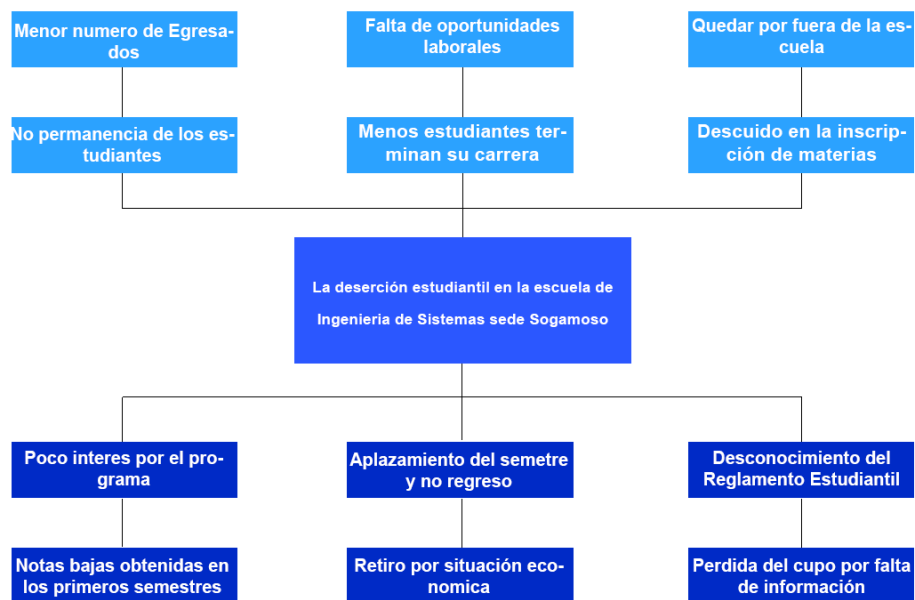 Menor numero de Egresa-
dos
Falta de oportunidades
laborales
Quedar por fuera de la es-
cuela
No permanencia de los es-
tudiantes
Menos estudiantes ter-
minan su carrera
Descuido en la inscrip-
ción de materias
La deserción estudiantil en la escuela de
Ingenieria de Sistemas sede Sogamoso
Poco interes por el pro-
grama
Aplazamiento del semetre
y no regreso
Desconocimiento del
Reglamento Estudiantil
Notas bajas obtenidas en
los primeros semestres
Retiro por situación eco-
nomica
Perdida del cupo por falta
de información